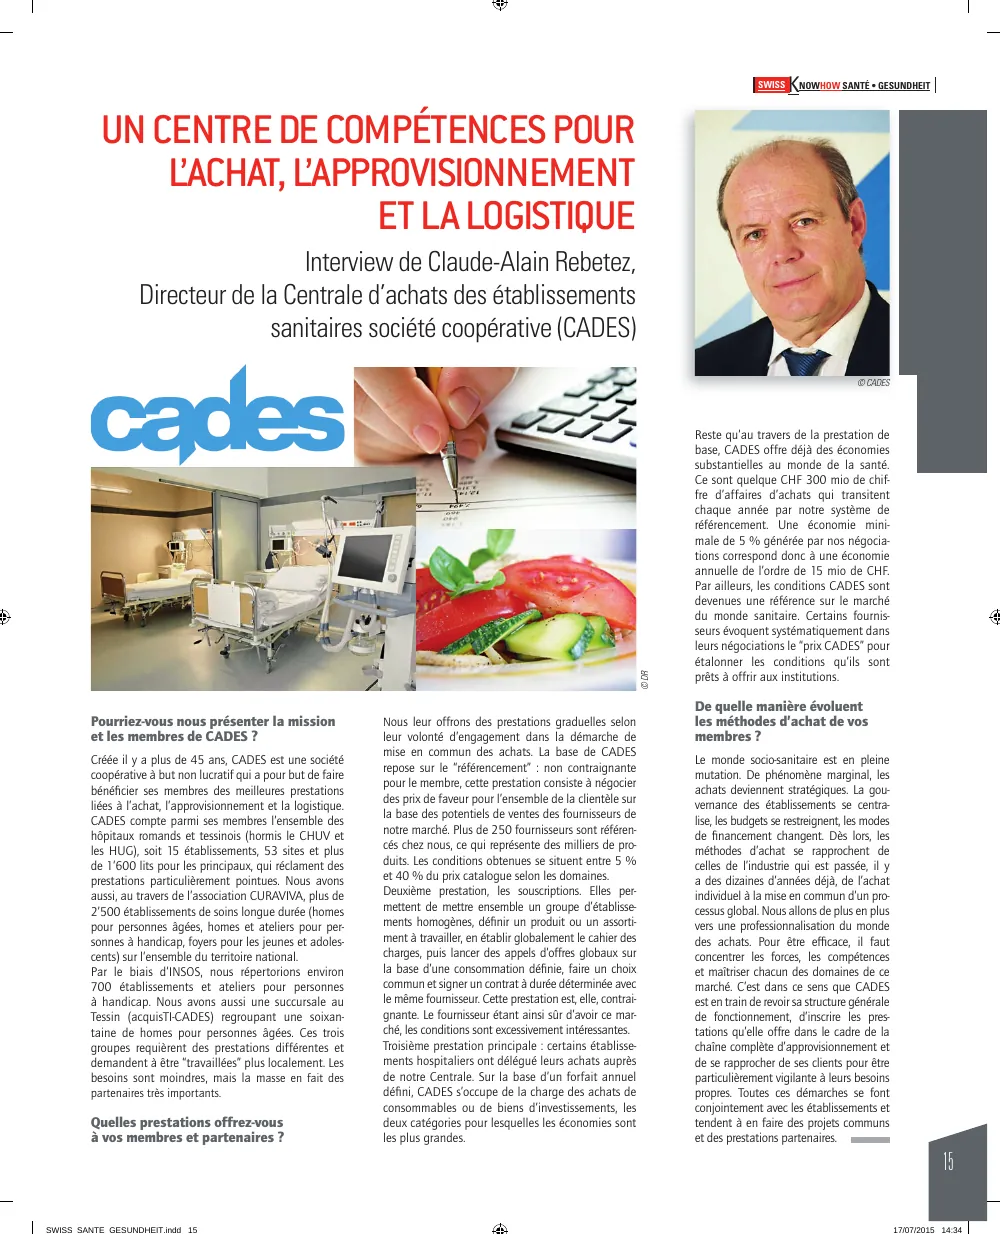 SWISS KNOWHOW SANTÉ • GESUNDHEIT
UN CENTRE DE COMPÉTENCES POUR
L'ACHAT, L'APPROVISIONNEMENT
ET LA LOGISTIQUE
Interview de Claude-Alain Rebetez,
Directeur de la Centrale d'achats des établissements
sanitaires société coopérative (CADES)
© CADES
cades
© DR
Pourriez-vous nous présenter la mission
et les membres de CADES ?
Créée il y a plus de 45 ans, CADES est une société
coopérative à but non lucratif qui a pour but de faire
bénéficier ses membres des meilleures prestations
liées à l'achat, l'approvisionnement et la logistique.
CADES compte parmi ses membres l'ensemble des
hôpitaux romands et tessinois (hormis le CHUV et
les HUG), soit 15 établissements, 53 sites et plus
de 1'600 lits pour les principaux, qui réclament des
prestations particulièrement pointues. Nous avons
aussi, au travers de l'association CURAVIVA, plus de
2'500 établissements de soins longue durée (homes
pour personnes âgées, homes et ateliers pour per-
sonnes à handicap, foyers pour les jeunes et adoles-
cents) sur l'ensemble du territoire national.
Par le biais d'INSOS, nous répertorions environ
700 établissements et ateliers pour personnes
à handicap. Nous avons aussi une succursale au
Tessin (acquisTI-CADES) regroupant une soixan-
taine de homes pour personnes âgées. Ces trois
groupes requièrent des prestations différentes et
demandent à être "travaillées" plus localement. Les
besoins sont moindres, mais la masse en fait des
partenaires très importants.
Quelles prestations offrez-vous
à vos membres et partenaires ?
Nous leur offrons des prestations graduelles selon
leur volonté d'engagement dans la démarche de
mise en commun des achats. La base de CADES
repose sur le "référencement" : non contraignante
pour le membre, cette prestation consiste à négocier
des prix de faveur pour l'ensemble de la clientèle sur
la base des potentiels de ventes des fournisseurs de
notre marché. Plus de 250 fournisseurs sont référen-
cés chez nous, ce qui représente des milliers de pro-
duits. Les conditions obtenues se situent entre 5 %
et 40 % du prix catalogue selon les domaines.
Deuxième prestation, les souscriptions. Elles per-
mettent de mettre ensemble un groupe d'établisse-
ments homogènes, définir un produit ou un assorti-
ment à travailler, en établir globalement le cahier des
charges, puis lancer des appels d'offres globaux sur
la base d'une consommation définie, faire un choix
commun et signer un contrat à durée déterminée avec
le même fournisseur. Cette prestation est, elle, contrai-
gnante. Le fournisseur étant ainsi sûr d'avoir ce mar-
ché, les conditions sont excessivement intéressantes.
Troisième prestation principale : certains établisse-
ments hospitaliers ont délégué leurs achats auprès
de notre Centrale. Sur la base d'un forfait annuel
défini, CADES s'occupe de la charge des achats de
consommables ou de biens d'investissements, les
deux catégories pour lesquelles les économies sont
les plus grandes.
Reste qu'au travers de la prestation de
base, CADES offre déjà des économies
substantielles au monde de la santé.
Ce sont quelque CHF 300 mio de chif-
fre d'affaires d'achats qui transitent
chaque année par notre système de
référencement. Une économie mini-
male de 5 % générée par nos négocia-
tions correspond donc à une économie
annuelle de l'ordre de 15 mio de CHF.
Par ailleurs, les conditions CADES sont
devenues une référence sur le marché
du monde sanitaire. Certains fournis-
seurs évoquent systématiquement dans
leurs négociations le "prix CADES" pour
étalonner les conditions qu'ils sont
prêts à offrir aux institutions.
De quelle manière évoluent
les méthodes d'achat de vos
membres ?
Le monde socio-sanitaire est en pleine
mutation. De phénomène marginal, les
achats deviennent stratégiques. La gou-
vernance des établissements se centra-
lise, les budgets se restreignent, les modes
de financement changent. Dès lors, les
méthodes d'achat se rapprochent de
celles de l'industrie qui est passée, il y
a des dizaines d'années déjà, de l'achat
individuel à la mise en commun d'un pro-
cessus global. Nous allons de plus en plus
vers une professionnalisation du monde
des achats. Pour être efficace, il faut
concentrer les forces, les compétences
et maîtriser chacun des domaines de ce
marché. C'est dans ce sens que CADES
est en train de revoir sa structure générale
de fonctionnement, d'inscrire les pres-
tations qu'elle offre dans le cadre de la
chaîne complète d'approvisionnement et
de se rapprocher de ses clients pour être
particulièrement vigilante à leurs besoins
propres. Toutes ces démarches se font
conjointement avec les établissements et
tendent à en faire des projets communs
et des prestations partenaires.
15
SWISS_SANTE_GESUNDHEIT.indd 15
17/07/2015 14:34